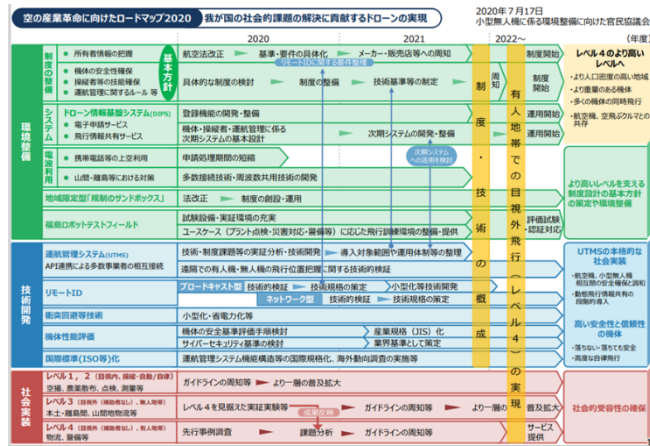 空の産業革命に向けたロードマップ2020
我が国の社会的課題の解決に貢献するドローンの実現
2020年7月17日
小型無人機に係る環境整備に向けた官民協議会
2020
2021
2022～
（年度）
環境整備
制度の整備
● 所有者情報の把握
● 機体の安全性確保
● 操縦者等の技能確保
● 運航管理に関するルール 等
基本方針
航空法改正
基準・要件の具体化
メーカー・販売店等への周知
制度開始
リモートIDに関する要件整理
具体的な制度の検討
制度の整備
技術基準等の制定
周知
制度開始
システム
ドローン情報基盤システム(DIPS)
● 電子申請サービス
● 飛行情報共有サービス
登録機能の開発・整備
運用開始
機体・操縦者・運航管理に係る
次期システムの基本設計
次期システムの開発・整備
運用開始
電波利用
● 携帯電話等の上空利用
申請処理期間の短縮
次期システムへの活用を検討
● 山間・離島等における対策
多数接続技術・周波数共用技術の開発
地域限定型「規制のサンドボックス」
法改正
制度の創設・運用
福島ロボットテストフィールド
試験設備・実証環境の充実
ユースケース（プラント点検・災害対応・警備等）に応じた飛行訓練環境の整備・提供
評価試験・認証対応
制度・技術の概成
有人地帯での目視外飛行（レベル4）の実現
レベル4のより高いレベルへ
・より人口密度の高い地域
・より重量のある機体
・多くの機体の同時飛行
・航空機、空飛ぶクルマとの共存
より高いレベルを支える制度設計の基本方針の策定や環境整備
技術開発
運航管理システム(UTMS)
API連携による多数事業者の相互接続
技術・制度課題等の実証分析・技術開発
導入対象範囲や運用体制等の整理
遠隔での有人機・無人機の飛行位置把握に関する技術的検証
リモートID
ブロードキャスト型
技術的検証
技術規格の策定
小型化等技術開発
ネットワーク型
技術的検証
技術規格の策定
衝突回避等技術
小型化・省電力化等
機体性能評価
機体の安全基準評価手順検討
産業規格（JIS）化
サイバーセキュリティ基準の検討
業界基準として策定
国際標準(ISO等)化
運航管理システム機能構造等の国際規格化、海外動向調査の実施等
UTMSの本格的な社会実装
・航空機、小型無人機相互間の安全確保と調和
・動態飛行情報共有の段階的導入
高い安全性と信頼性の機体
・落ちない・落ちても安全
・高度な自律飛行
社会実装
レベル１，２（目視内、操縦・自動/自律）
空撮、農薬散布、点検、測量等
ガイドラインの周知等
より一層の普及拡大
レベル３（目視外（補助者なし）、無人地帯）
本土・離島間、山間地物流等
レベル４を見据えた実証実験等
ガイドラインの周知等
より一層の
普及拡大
成果反映
レベル４（目視外（補助者なし）、有人地帯）
物流、警備等
先行事例調査
課題分析
ガイドラインの周知等
サービス提供
社会的受容性の確保